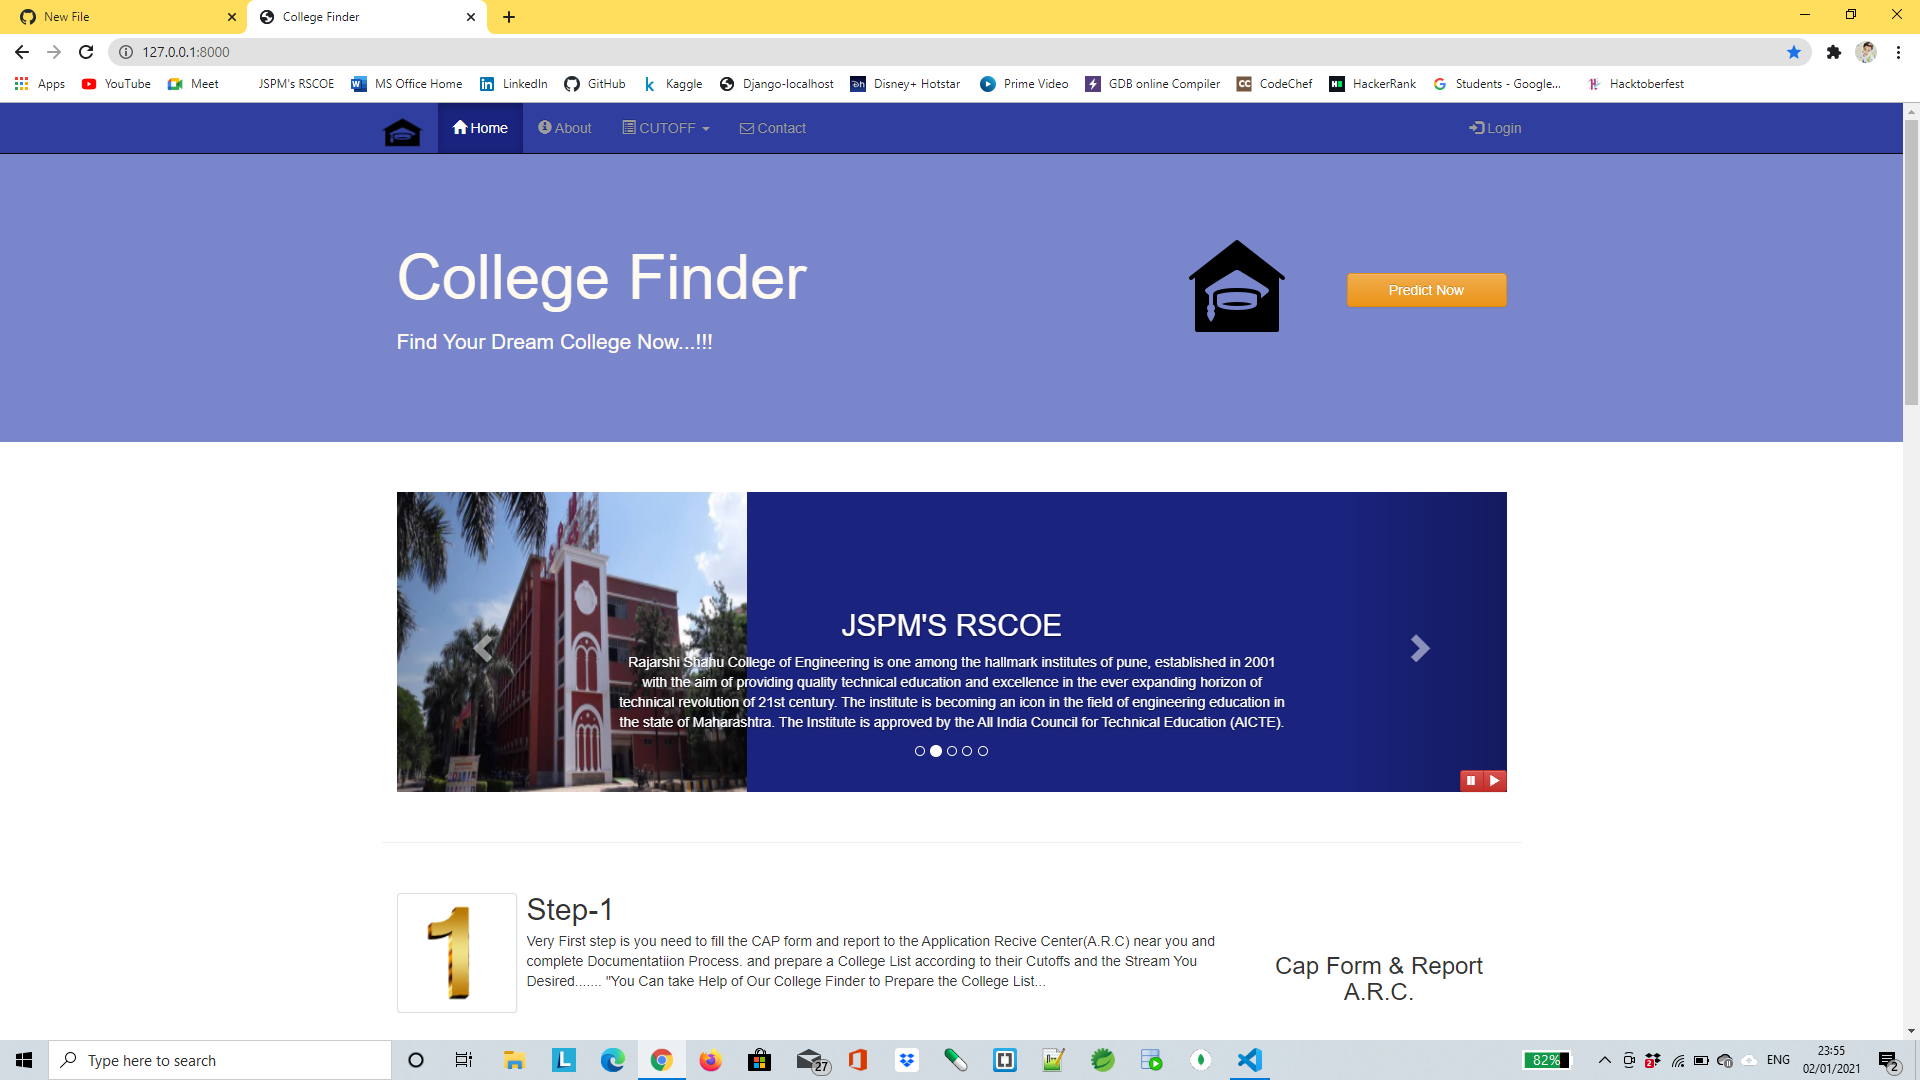 New File
College Finder
127.0.0.1:8000
Apps
YouTube
Meet
JSPM's RSCOE
MS Office Home
LinkedIn
GitHub
Kaggle
Django-localhost
Disney+ Hotstar
Prime Video
GDB online Compiler
CodeChef
HackerRank
Students - Google...
Hacktoberfest
Home
About
CUTOFF
Contact
Login
College Finder
Find Your Dream College Now...!!!
Predict Now
JSPM'S RSCOE
Rajarshi Shahu College of Engineering is one among the hallmark institutes of pune, established in 2001
with the aim of providing quality technical education and excellence in the ever expanding horizon of
technical revolution of 21st century. The institute is becoming an icon in the field of engineering education in
the state of Maharashtra. The Institute is approved by the All India Council for Technical Education (AICTE).
1
Step-1
Very First step is you need to fill the CAP form and report to the Application Recive Center(A.R.C) near you and
complete Documentatiion Process. and prepare a College List according to their Cutoffs and the Stream You
Desired....... "You Can take Help of Our College Finder to Prepare the College List...
Cap Form & Report
A.R.C.
Type here to search
27
82%
2
ENG
23:55
02/01/2021
2